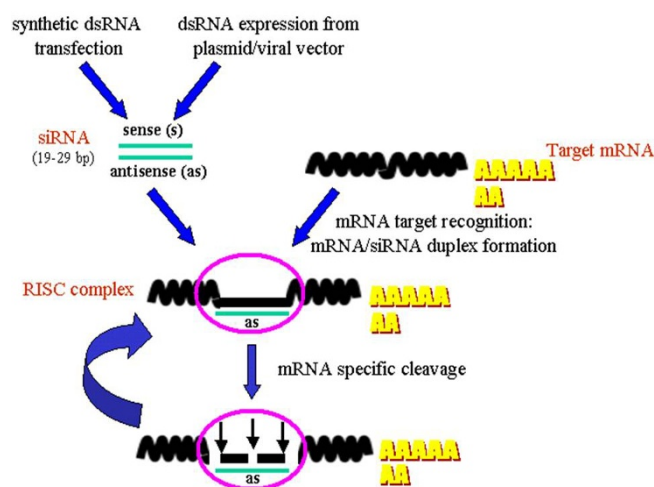 synthetic dsRNA
transfection
dsRNA expression from
plasmid/viral vector
siRNA
(19-29 bp)
sense (s)
antisense (as)
Target mRNA
AAAAA
AA
mRNA target recognition:
mRNA/siRNA duplex formation
RISC complex
as
AAAAA
AA
mRNA specific cleavage
as
AAAAA
AA